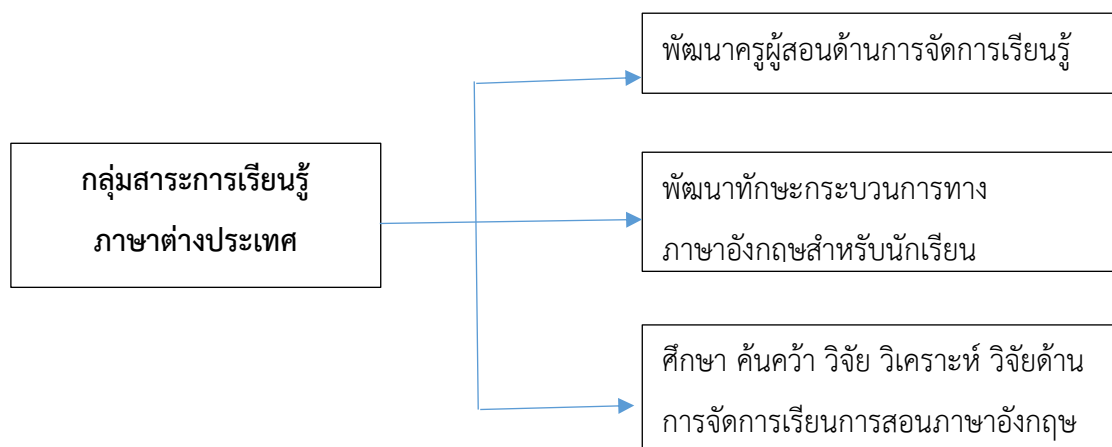 พัฒนาครูผู้สอนด้านการจัดการเรียนรู้
กลุ่มสาระการเรียนรู้
ภาษาต่างประเทศ
พัฒนาทักษะกระบวนการทาง
ภาษาอังกฤษสำหรับนักเรียน
ศึกษา ค้นคว้า วิจัย วิเคราะห์ วิจัยด้าน
การจัดการเรียนการสอนภาษาอังกฤษ